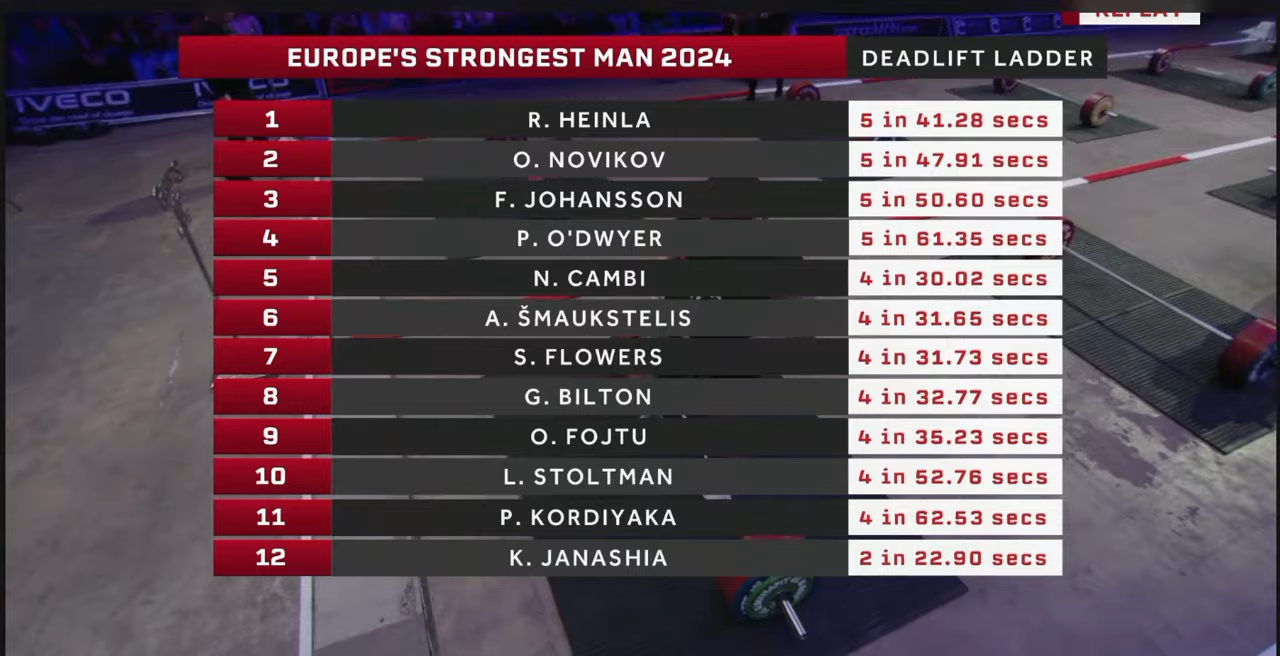 REPLAY
EUROPE'S STRONGEST MAN 2024 DEADLIFT LADDER
IVECO
1 R. HEINLA 5 in 41.28 secs
2 O. NOVIKOV 5 in 47.91 secs
3 F. JOHANSSON 5 in 50.60 secs
4 P. O'DWYER 5 in 61.35 secs
5 N. CAMBI 4 in 30.02 secs
6 A. ŠMAUKSTELIS 4 in 31.65 secs
7 S. FLOWERS 4 in 31.73 secs
8 G. BILTON 4 in 32.77 secs
9 O. FOJTU 4 in 35.23 secs
10 L. STOLTMAN 4 in 52.76 secs
11 P. KORDIYAKA 4 in 62.53 secs
12 K. JANASHIA 2 in 22.90 secs